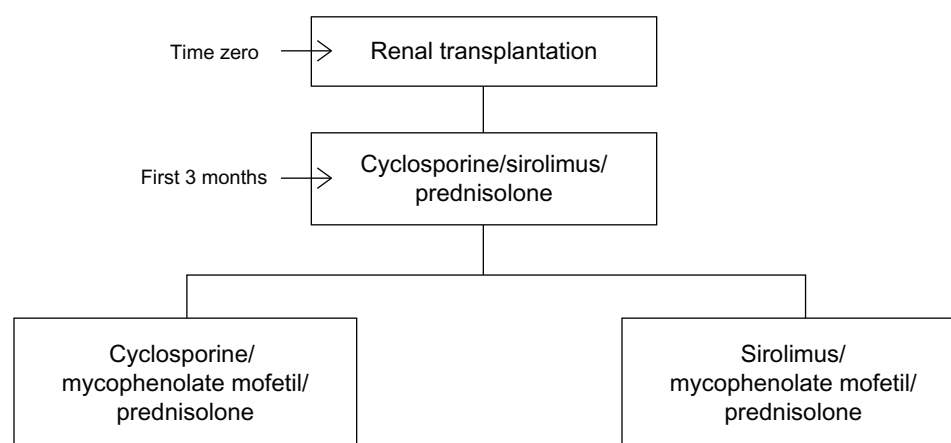 Time zero
Renal transplantation
First 3 months
Cyclosporine/sirolimus/
prednisolone
Cyclosporine/
mycophenolate mofetil/
prednisolone
Sirolimus/
mycophenolate mofetil/
prednisolone